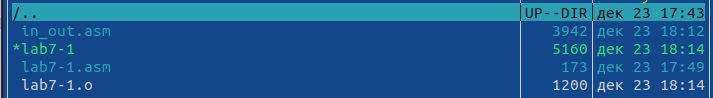 /.. UP--DIR дек 23 17:43
in_out.asm 3942 дек 23 18:12
*lab7-1 5160 дек 23 18:14
lab7-1.asm 173 дек 23 17:49
lab7-1.o 1200 дек 23 18:14